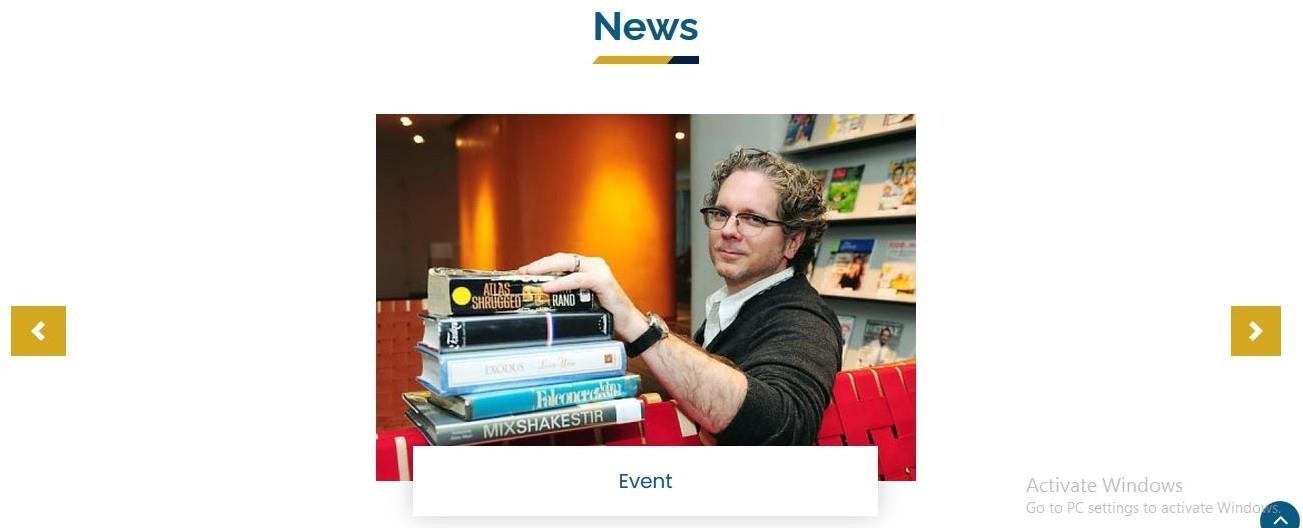 News
ATLAS
SHRUGGED
RAND
EXODUS
Leon Uris
Falconer
John
Cheever
MIXSHAKESTIR
Event
Activate Windows
Go to PC settings to activate Windows.